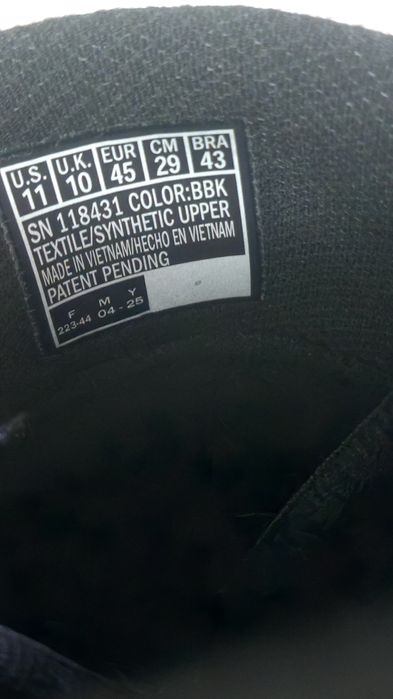 U.S. U.K. EUR CM BRA
11 10 45 29 43
SN 118431 COLOR:BBK
TEXTILE/SYNTHETIC UPPER
MADE IN VIETNAM/HECHO EN VIETNAM
PATENT PENDING
F M Y
223-44 04 - 25